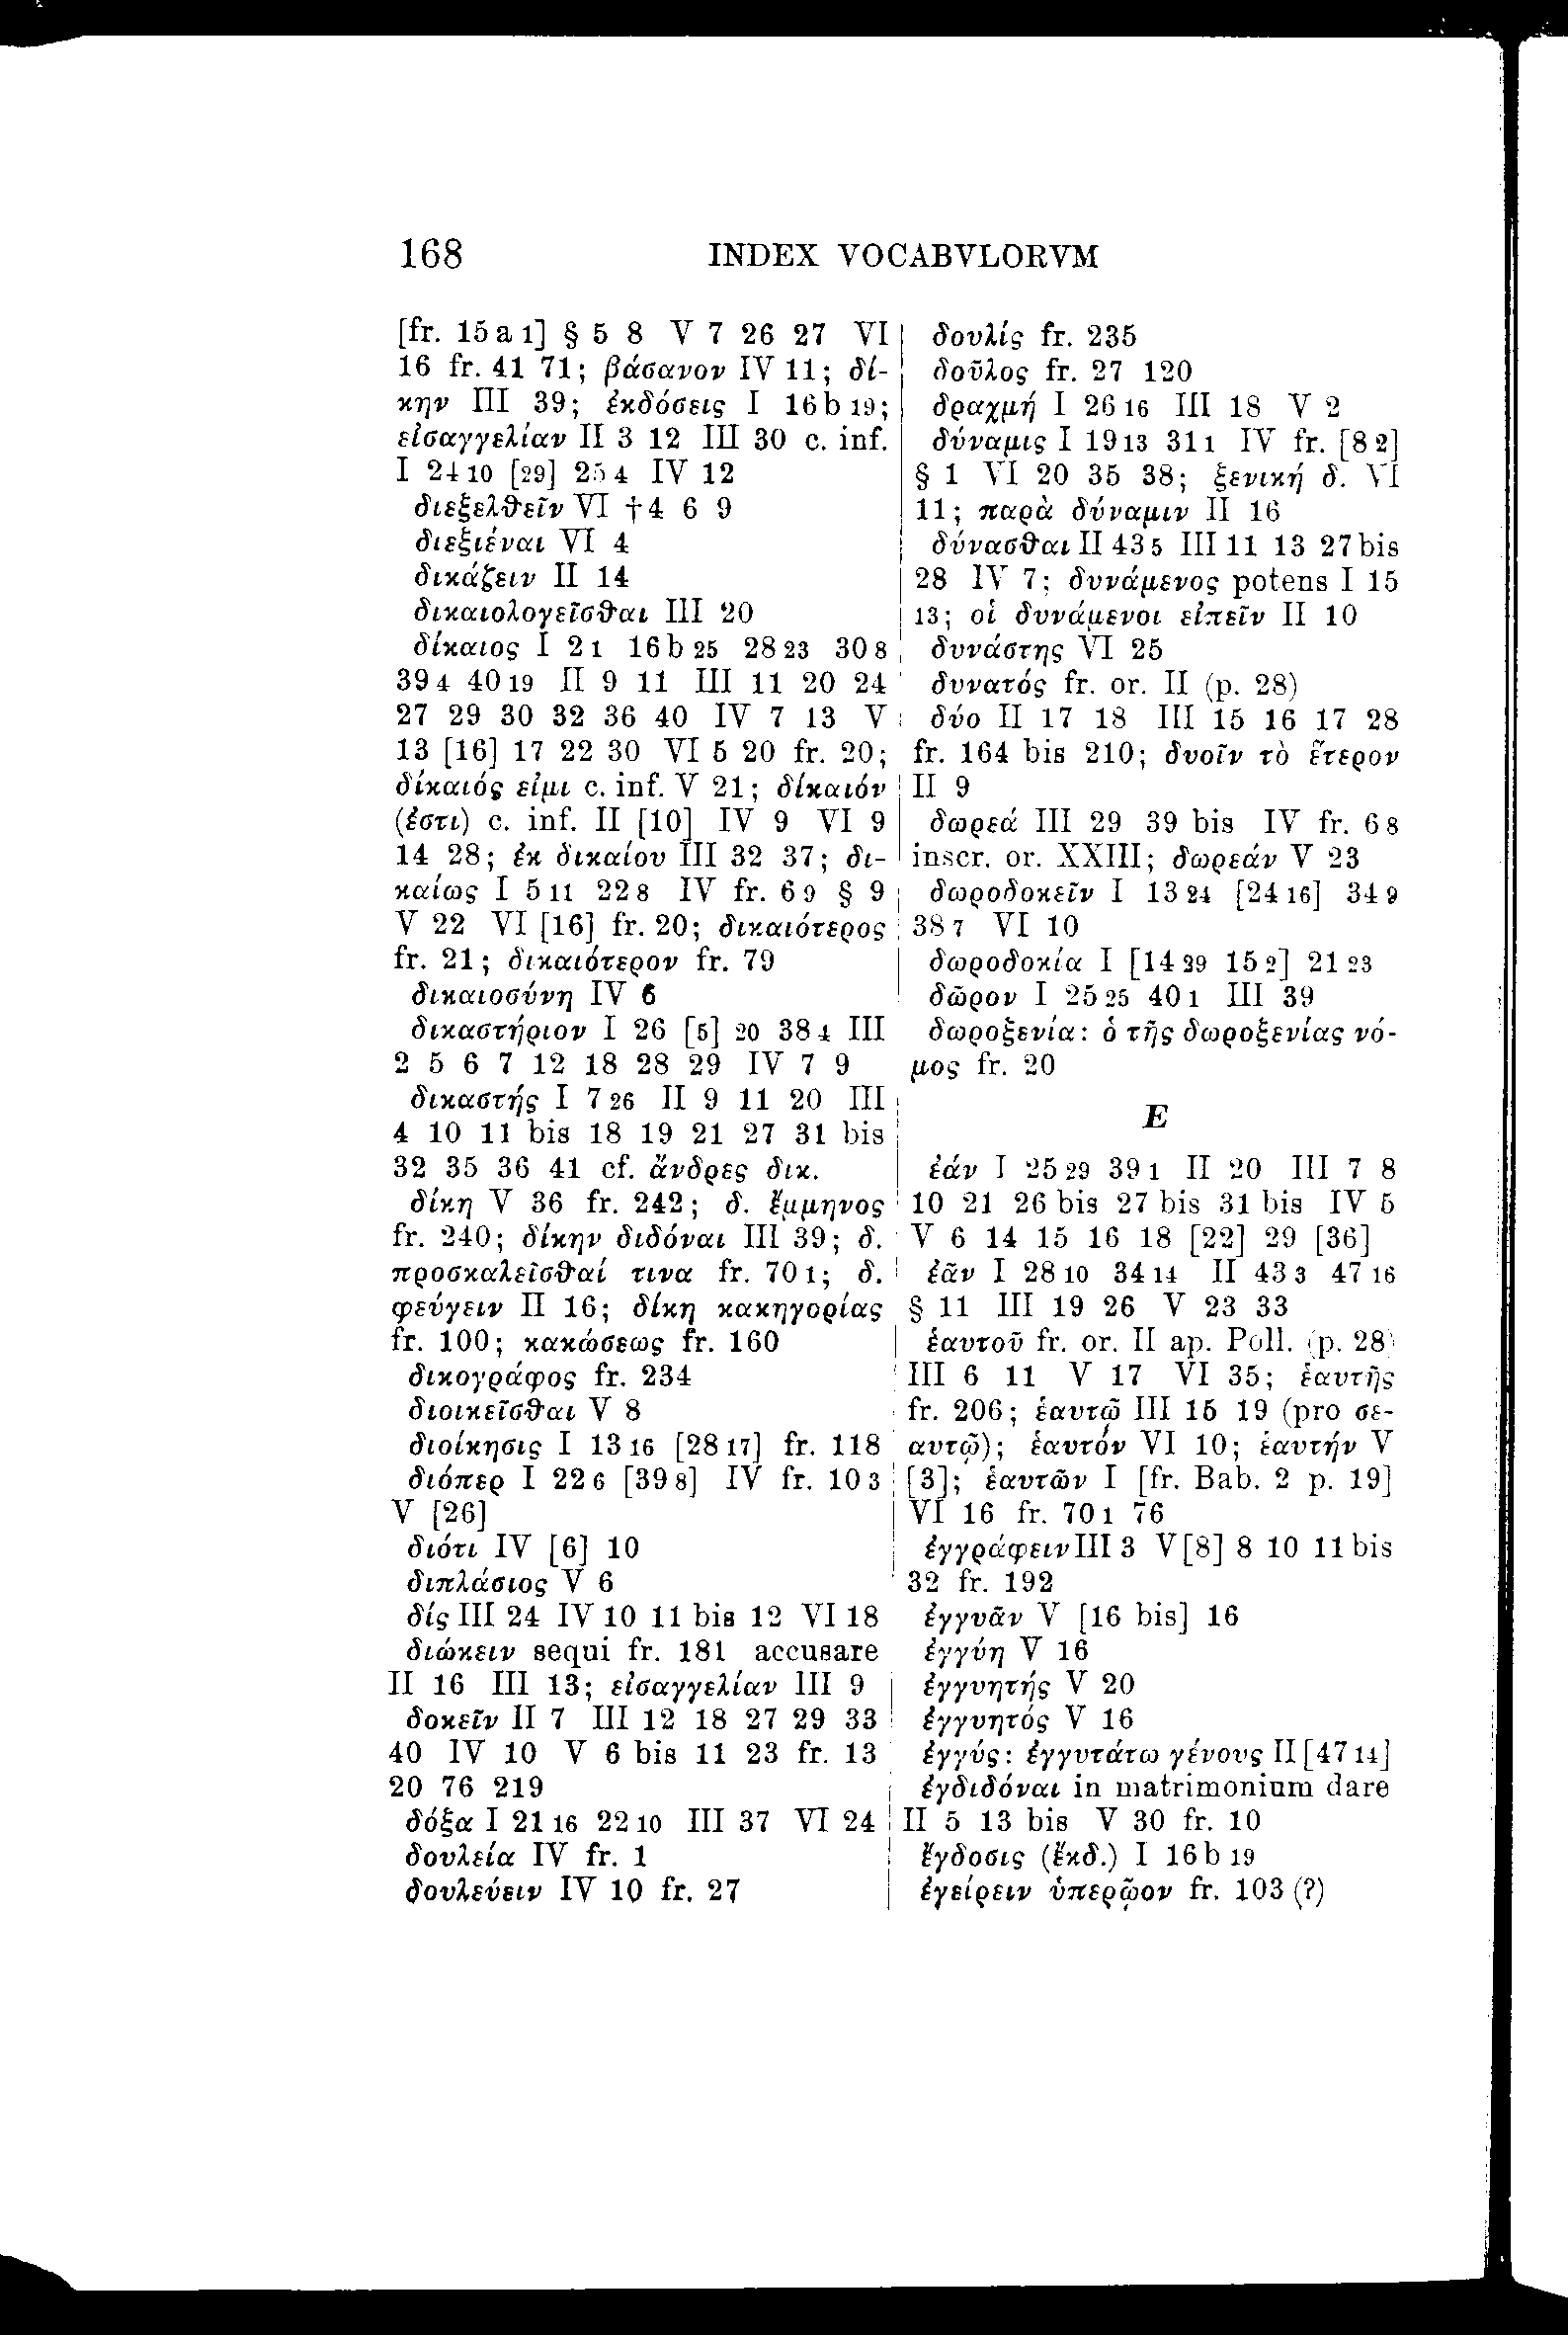 168 INDEX VOCABVLORVM
[fr. 15 a 1] § 5 8 V 7 26 27 VI
16 fr. 41 71; βάσανον IV 11; δί-
κην III 39; ἐκδόσεις I 16 b 19;
εἰσαγγελίαν II 3 12 III 30 c. inf.
I 24 10 [29] 25 4 IV 12
διεξελθεῖν VI †4 6 9
διεξιέναι VI 4
δικάζειν II 14
δικαιολογεῖσθαι III 20
δίκαιος I 2 1 16 b 25 28 23 30 8
39 4 40 19 II 9 11 III 11 20 24
27 29 30 32 36 40 IV 7 13 V
13 [16] 17 22 30 VI 5 20 fr. 20;
δίκαιός εἰμι c. inf. V 21; δίκαιόν
(ἐστι) c. inf. II [10] IV 9 VI 9
14 28; ἐκ δικαίου III 32 37; δι-
καίως I 5 11 22 8 IV fr. 6 9 § 9
V 22 VI [16] fr. 20; δικαιότερος
fr. 21; δικαιότερον fr. 79
δικαιοσύνη IV 6
δικαστήριον I 26 [5] 20 38 4 III
2 5 6 7 12 18 28 29 IV 7 9
δικαστής I 7 26 II 9 11 20 III
4 10 11 bis 18 19 21 27 31 bis
32 35 36 41 cf. ἄνδρες δικ.
δίκη V 36 fr. 242; δ. ἔμμηνος
fr. 240; δίκην διδόναι III 39; δ.
προσκαλεῖσθαί τινα fr. 70 1; δ.
φεύγειν II 16; δίκη κακηγορίας
fr. 100; κακώσεως fr. 160
δικογράφος fr. 234
διοικεῖσθαι V 8
διοίκησις I 13 16 [28 17] fr. 118
διόπερ I 22 6 [39 8] IV fr. 10 3
V [26]
διότι IV [6] 10
διπλάσιος V 6
δίς III 24 IV 10 11 bis 12 VI 18
διώκειν sequi fr. 181 accusare
II 16 III 13; εἰσαγγελίαν III 9
δοκεῖν II 7 III 12 18 27 29 33
40 IV 10 V 6 bis 11 23 fr. 13
20 76 219
δόξα I 21 16 22 10 III 37 VI 24
δουλεία IV fr. 1
δουλεύειν IV 10 fr. 27
δουλίς fr. 235
δοῦλος fr. 27 120
δραχμή I 26 16 III 18 V 2
δύναμις I 19 13 31 1 IV fr. [8 2]
§ 1 VI 20 35 38; ξενική δ. VI
11; παρὰ δύναμιν II 16
δύνασθαι II 43 5 III 11 13 27 bis
28 IV 7; δυνάμενος potens I 15
13; οἱ δυνάμενοι εἰπεῖν II 10
δυνάστης VI 25
δυνατός fr. or. II (p. 28)
δύο II 17 18 III 15 16 17 28
fr. 164 bis 210; δυοῖν τὸ ἕτερον
II 9
δωρεά III 29 39 bis IV fr. 6 8
inscr. or. XXIII; δωρεάν V 23
δωροδοκεῖν I 13 24 [24 16] 34 9
38 7 VI 10
δωροδοκία I [14 29 15 2] 21 23
δῶρον I 25 25 40 1 III 39
δωροξενία: ὁ τῆς δωροξενίας νό-
μος fr. 20
E
ἐάν I 25 29 39 1 II 20 III 7 8
10 21 26 bis 27 bis 31 bis IV 5
V 6 14 15 16 18 [22] 29 [36]
ἐᾶν I 28 10 34 14 II 43 3 47 16
§ 11 III 19 26 V 23 33
ἑαυτοῦ fr. or. II ap. Poll. (p. 28)
III 6 11 V 17 VI 35; ἑαυτῆς
fr. 206; ἑαυτῷ III 15 19 (pro σε-
αυτῷ); ἑαυτόν VI 10; ἑαυτήν V
[3]; ἑαυτῶν I [fr. Bab. 2 p. 19]
VI 16 fr. 70 1 76
ἐγγράφειν III 3 V [8] 8 10 11 bis
32 fr. 192
ἐγγυᾶν V [16 bis] 16
ἐγγύη V 16
ἐγγυητής V 20
ἐγγυητός V 16
ἐγγύς: ἐγγυτάτω γένους II [47 14]
ἐγδιδόναι in matrimonium dare
II 5 13 bis V 30 fr. 10
ἔγδοσις (ἔκδ.) I 16 b 19
ἐγείρειν ὑπερῷον fr. 103 (?)